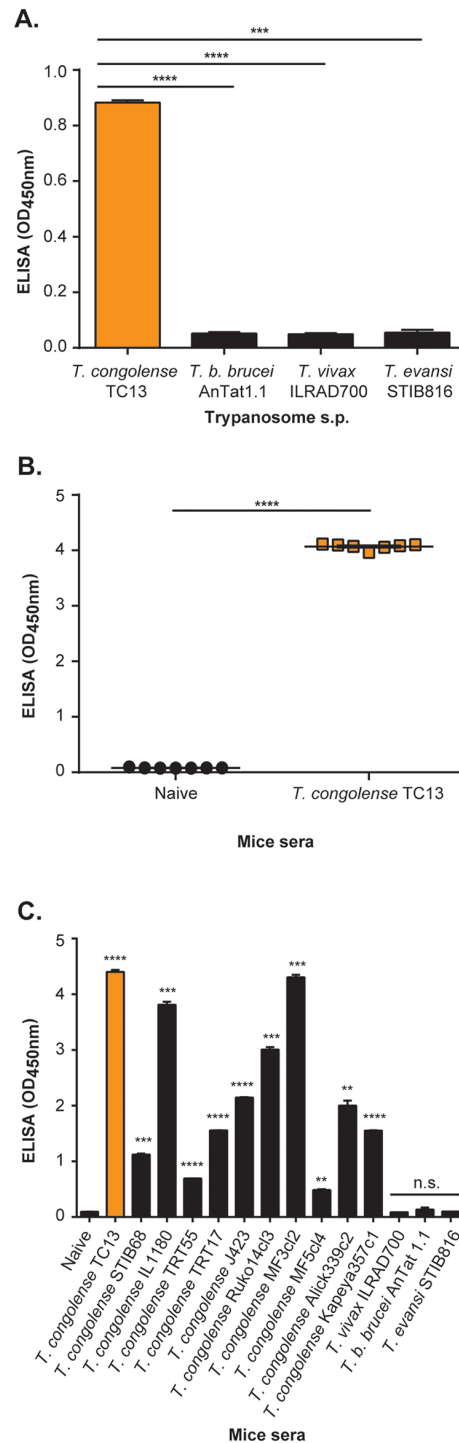 A.
***
****
****
1.0
0.8
0.6
0.4
0.2
0.0
ELISA (OD450nm)
T. congolense
TC13
T. b. brucei
AnTat1.1
T. vivax
ILRAD700
T. evansi
STIB816
Trypanosome s.p.
B.
****
5
4
3
2
1
0
ELISA (OD450nm)
Naive
T. congolense TC13
Mice sera
C.
5
4
3
2
1
0
ELISA (OD450nm)
****
***
***
****
****
****
***
***
**
**
****
n.s.
Naive
T. congolense TC13
T. congolense STIB68
T. congolense IL1180
T. congolense TRT55
T. congolense TRT17
T. congolense J423
T. congolense Ruko14cl3
T. congolense MF3cl2
T. congolense MF5cl4
T. congolense Alick339c2
T. congolense Kapeya357c1
T. vivax ILRAD700
T. b. brucei AnTat 1.1
T. evansi STIB816
Mice sera